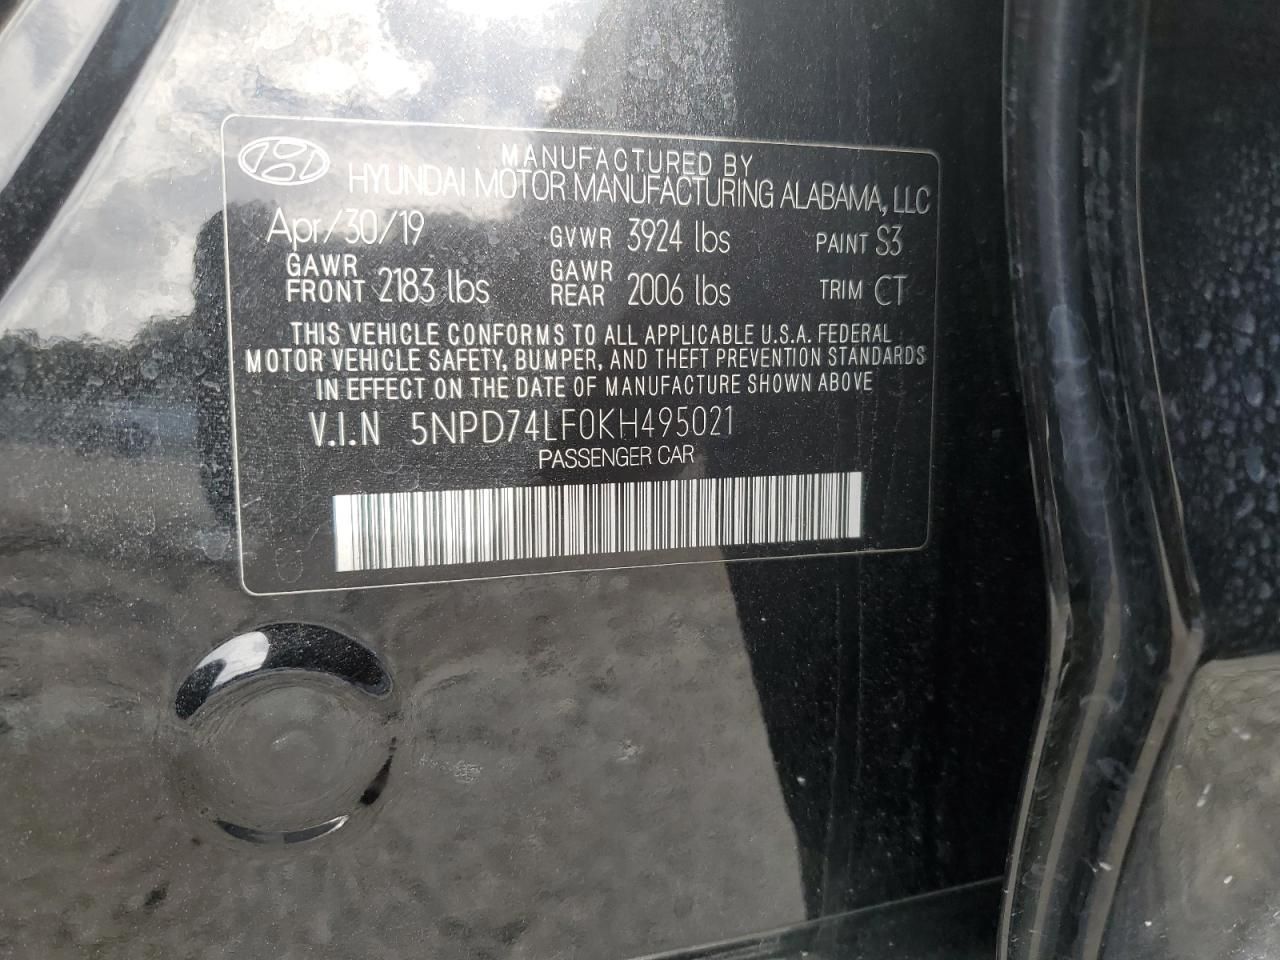 MANUFACTURED BY
HYUNDAI MOTOR MANUFACTURING ALABAMA, LLC
Apr/30/19 GVWR 3924 lbs PAINT S3
GAWR FRONT 2183 lbs GAWR REAR 2006 lbs TRIM CT
THIS VEHICLE CONFORMS TO ALL APPLICABLE U.S.A. FEDERAL
MOTOR VEHICLE SAFETY, BUMPER, AND THEFT PREVENTION STANDARDS
IN EFFECT ON THE DATE OF MANUFACTURE SHOWN ABOVE
V.I.N 5NPD74LF0KH495021
PASSENGER CAR